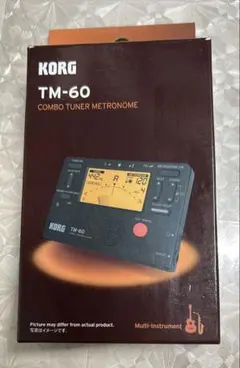 KORG
TM-60
COMBO TUNER METRONOME
KORG
TM-60
Picture may differ from actual product.
写真はイメージです。
Multi-Instrument